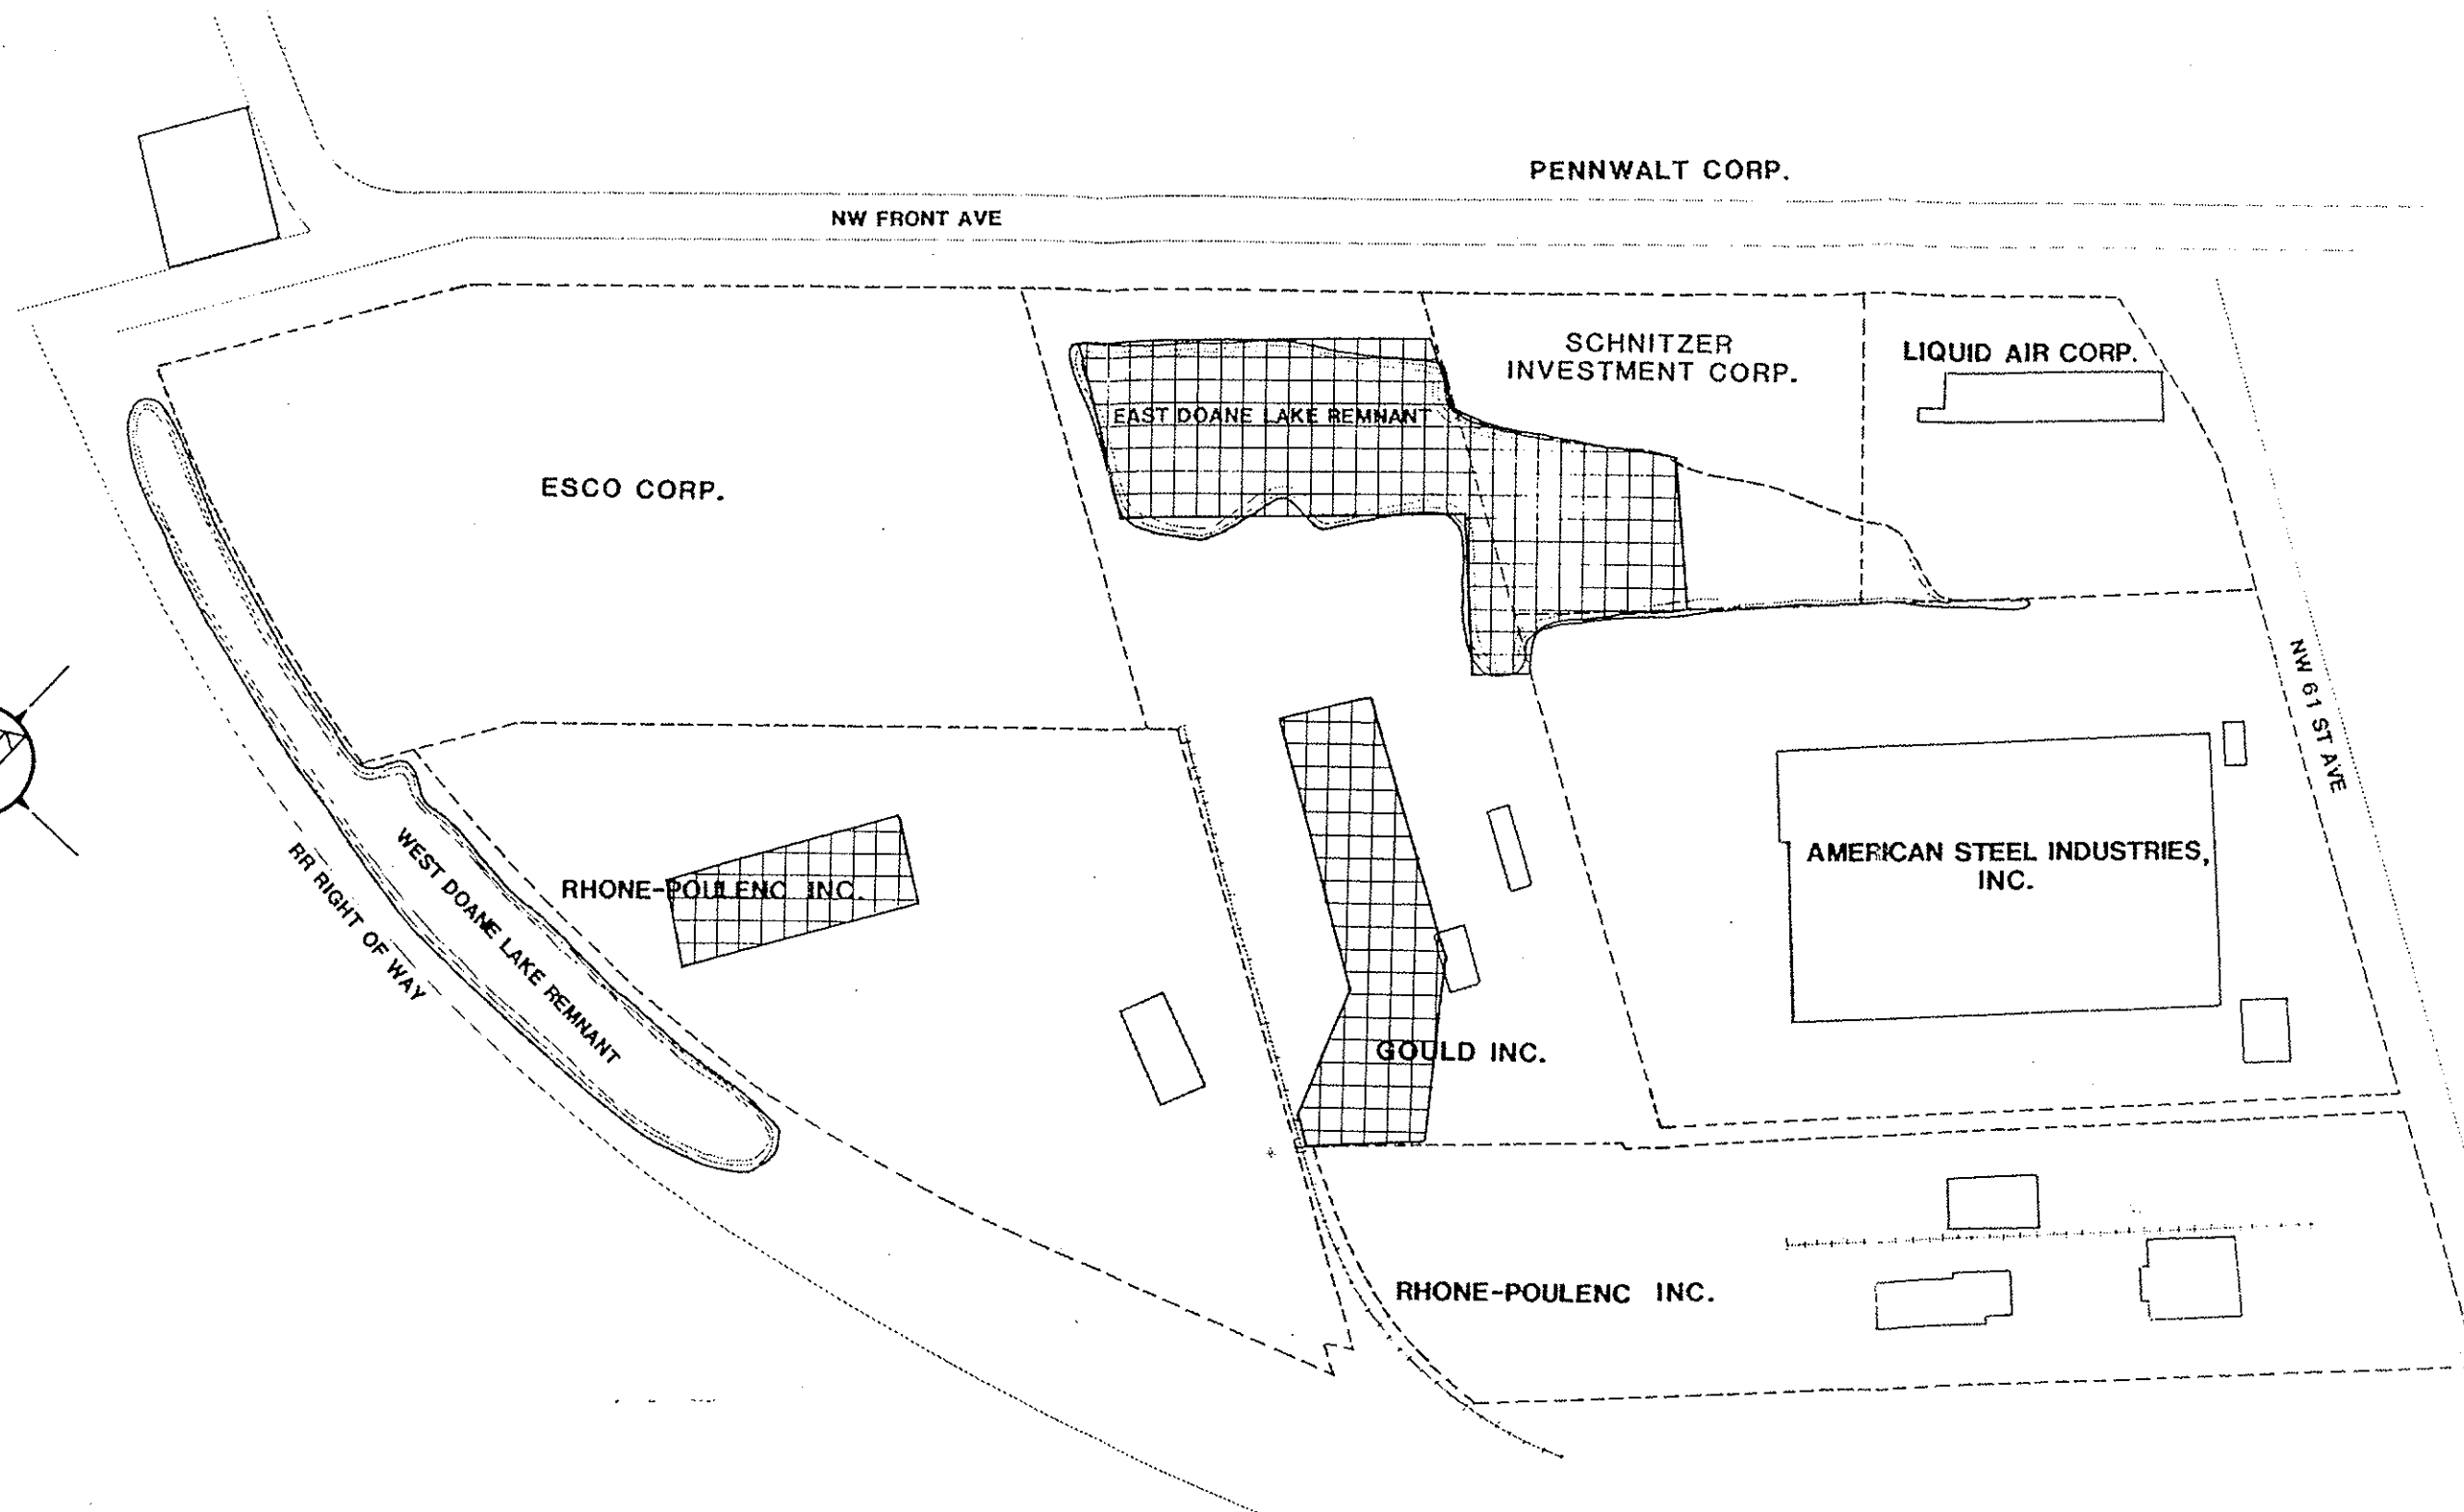 PENNWALT CORP.
NW FRONT AVE
SCHNITZER
INVESTMENT CORP.
LIQUID AIR CORP.
EAST DOANE LAKE REMNANT
ESCO CORP.
NW 61 ST AVE
AMERICAN STEEL INDUSTRIES,
INC.
RHONE-POULENC INC.
WEST DOANE LAKE REMNANT
RR RIGHT OF WAY
GOULD INC.
RHONE-POULENC INC.